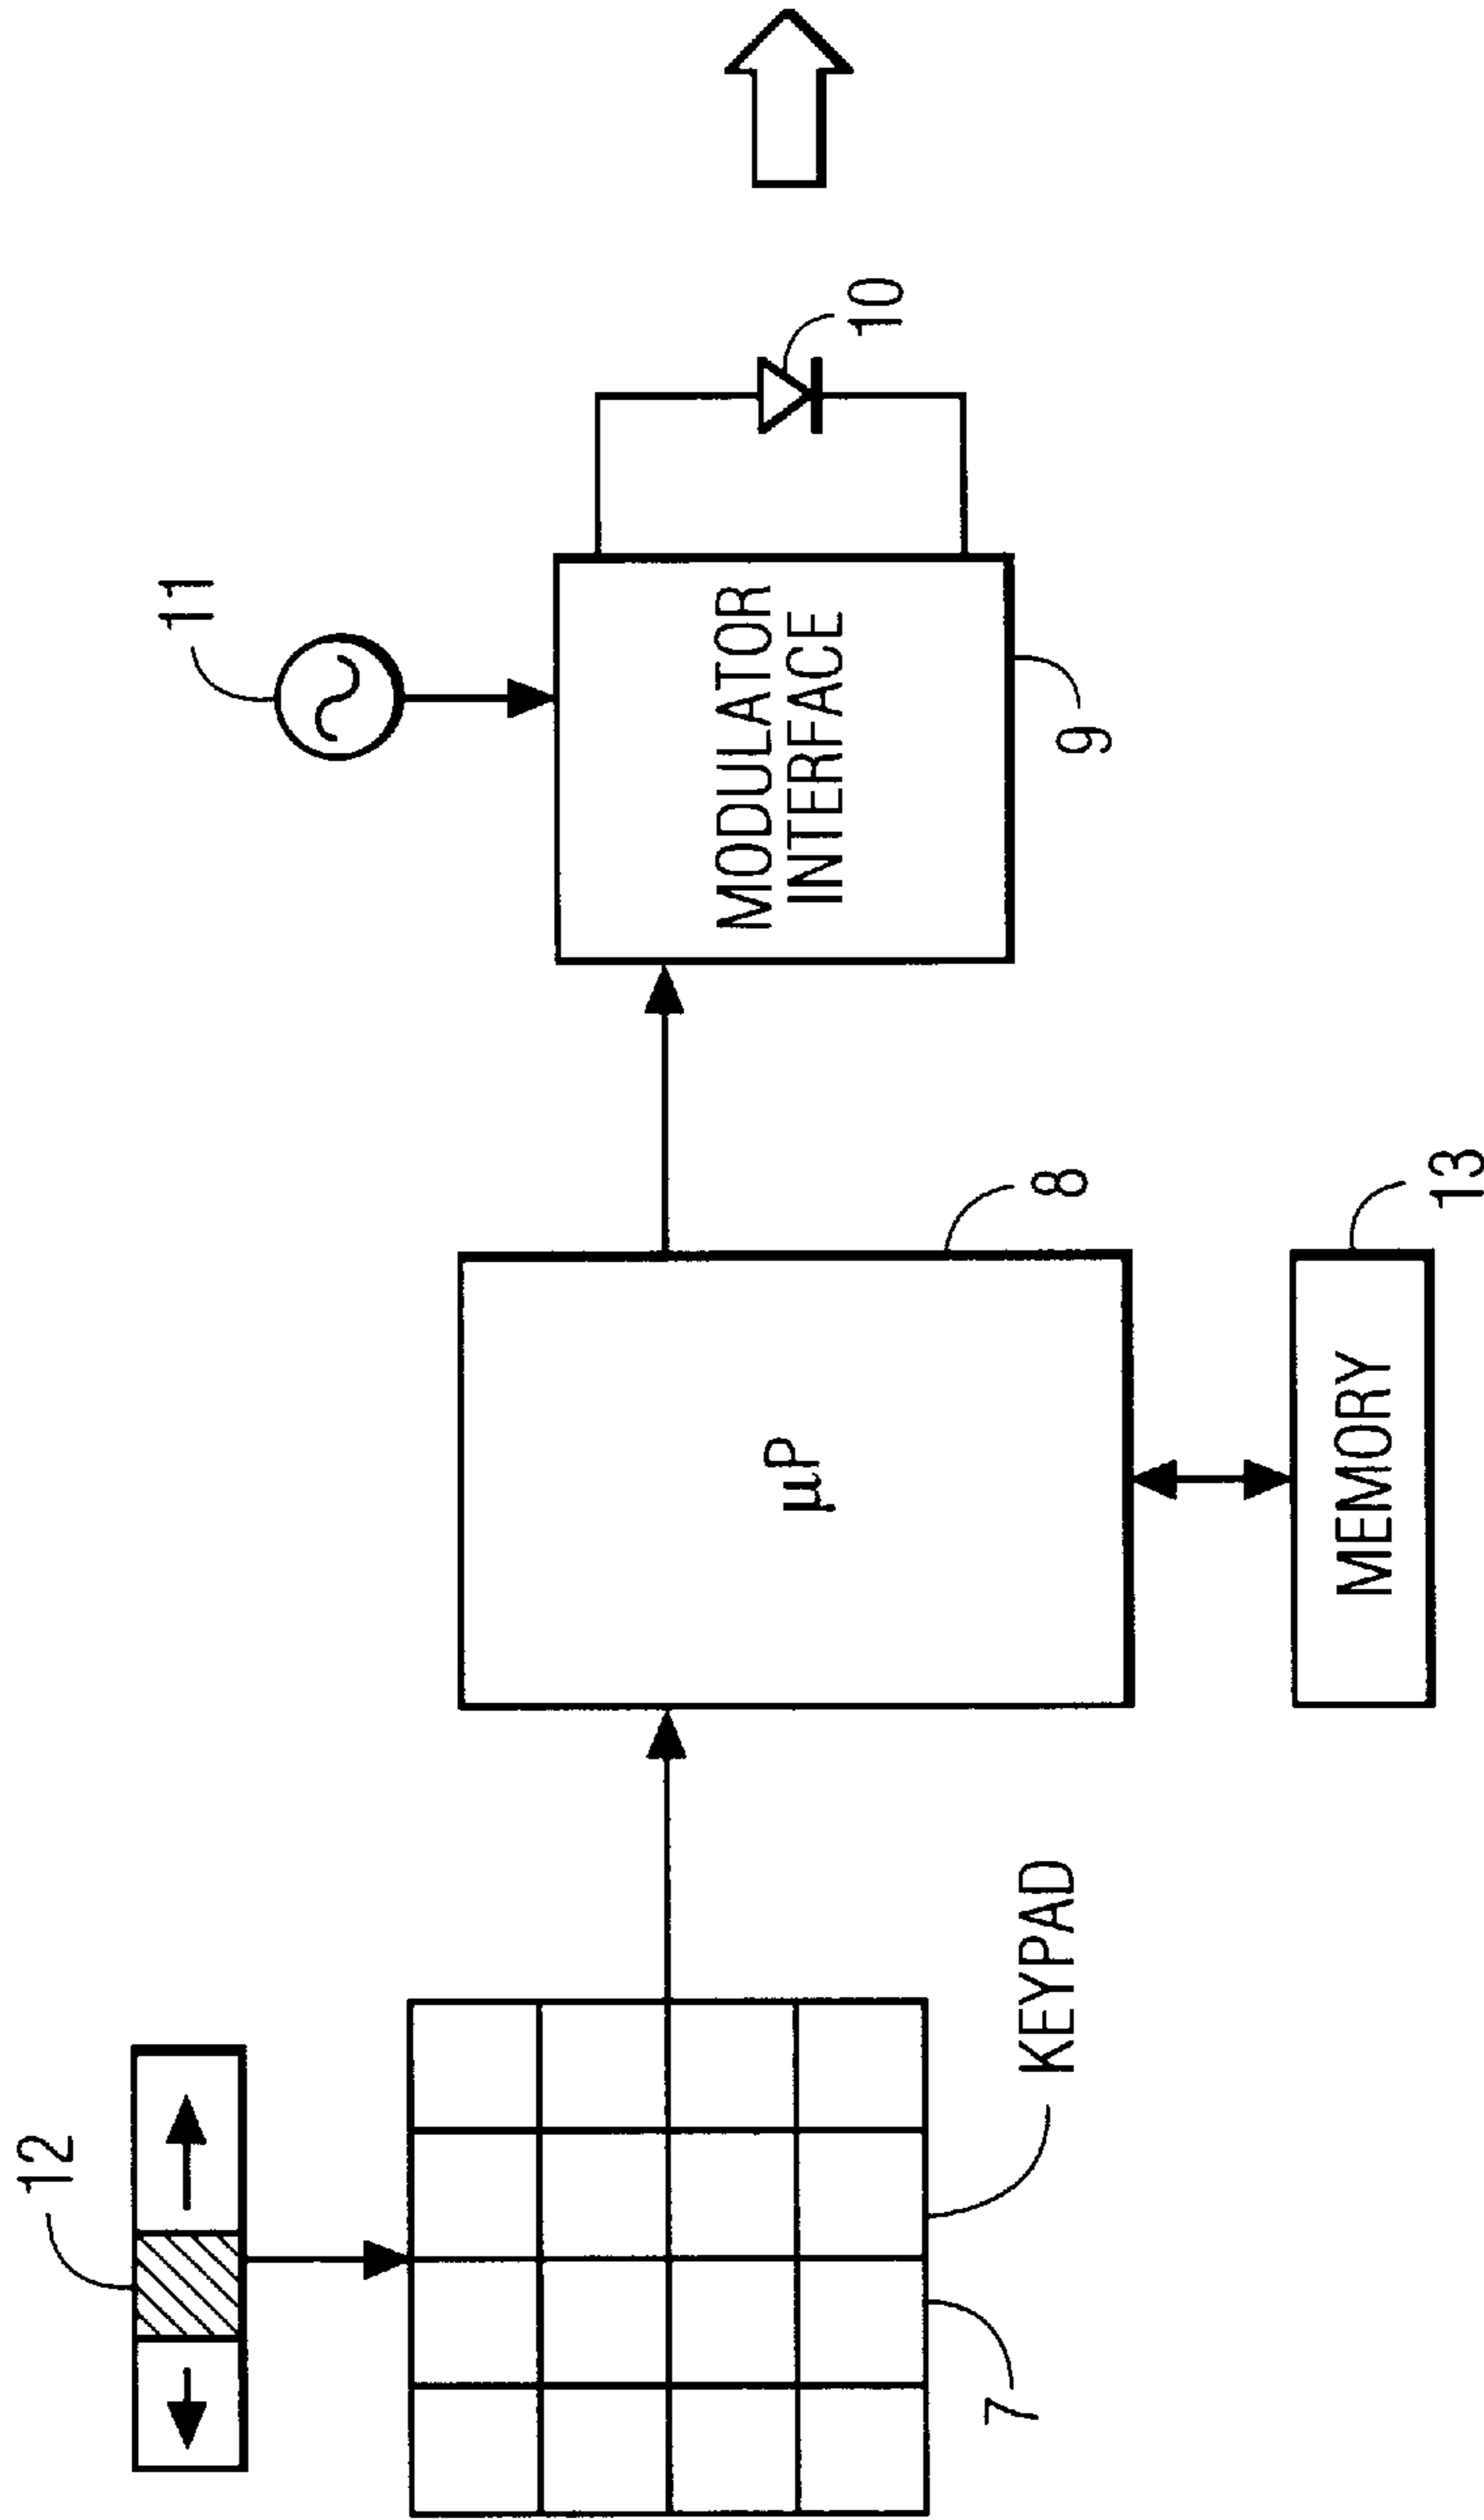 12
11
10
µP
MODULATOR
INTERFACE
7
KEYPAD
8
9
MEMORY
13